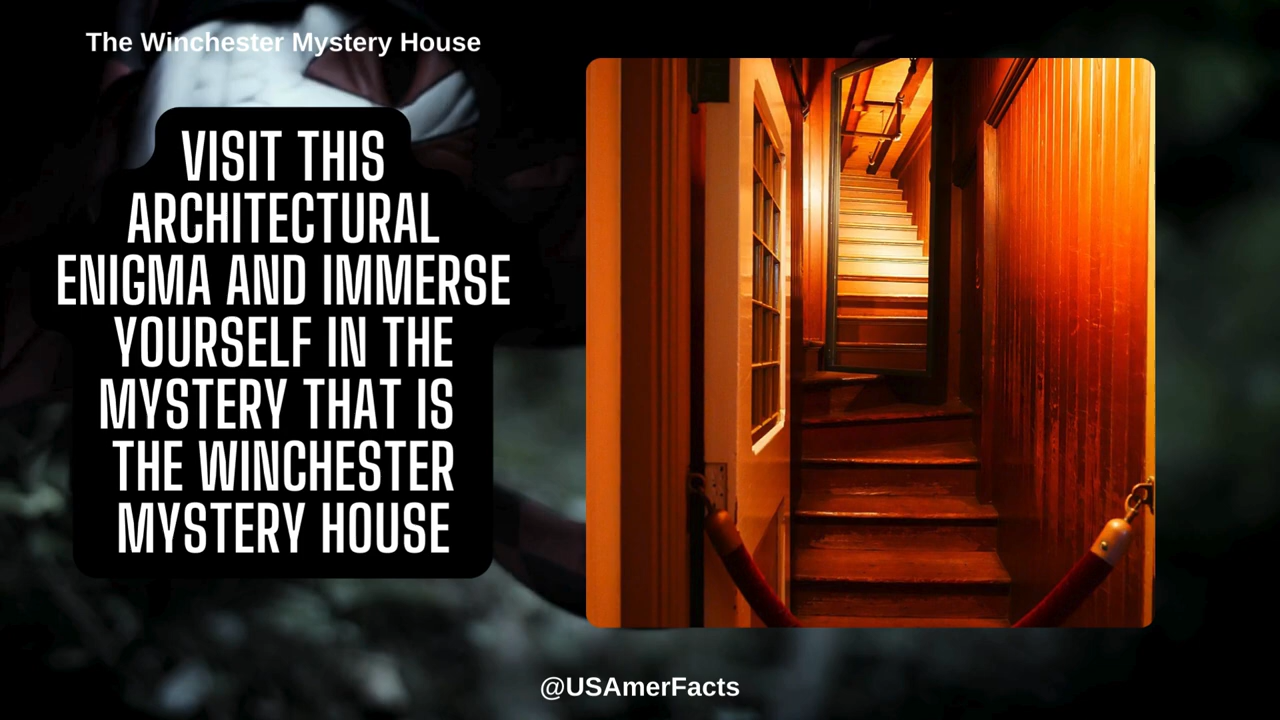 The Winchester Mystery House
VISIT THIS
ARCHITECTURAL
ENIGMA AND IMMERSE
YOURSELF IN THE
MYSTERY THAT IS
THE WINCHESTER
MYSTERY HOUSE
@USAmerFacts